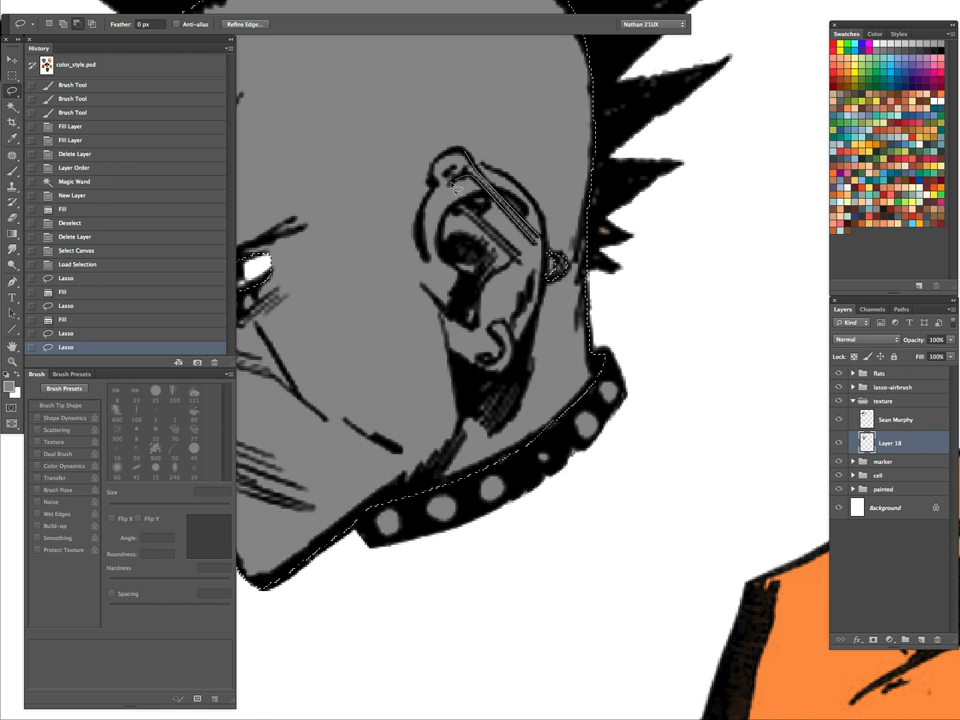 Feather: 0 px
Anti-alias
Refine Edge...
Nathan 21UX
History
color_style.psd
Brush Tool
Brush Tool
Brush Tool
Fill Layer
Fill Layer
Delete Layer
Layer Order
Magic Wand
New Layer
Fill
Deselect
Delete Layer
Select Canvas
Load Selection
Lasso
Fill
Lasso
Fill
Lasso
Lasso
Brush
Brush Presets
Brush Presets
Brush Tip Shape
Shape Dynamics
Scattering
Texture
Dual Brush
Color Dynamics
Transfer
Brush Pose
Noise
Wet Edges
Build-up
Smoothing
Protect Texture
Size
Flip X
Flip Y
Angle:
Roundness:
Hardness
Spacing
Swatches
Color
Styles
Layers
Channels
Paths
Kind
Normal
Opacity: 100%
Lock:
Fill: 100%
flats
lasso-airbrush
texture
Sean Murphy
Layer 18
marker
cell
painted
Background